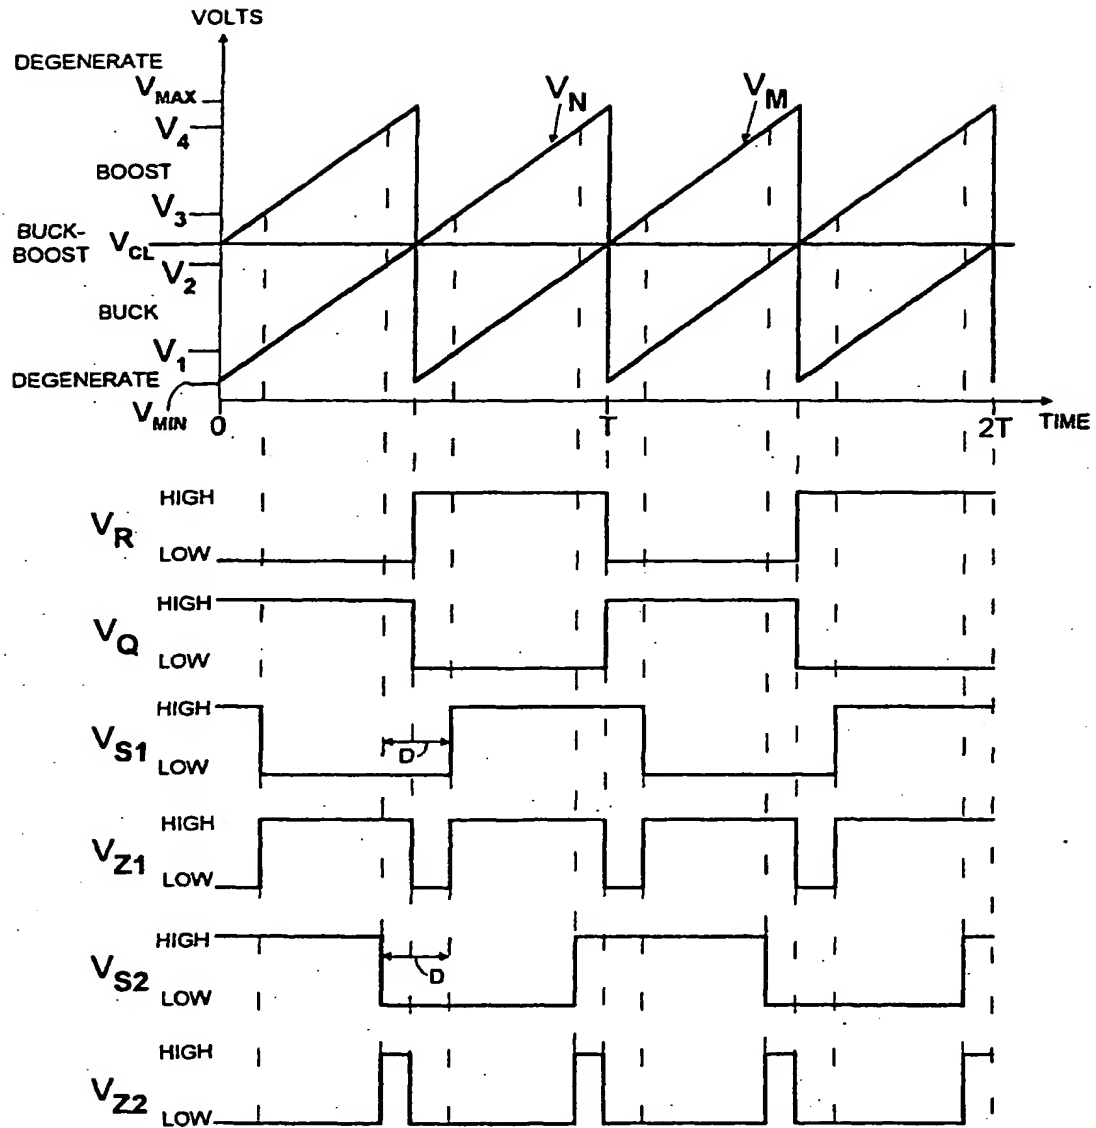 VOLTS
DEGENERATE
VMAX
VN
VM
V4
BOOST
V3
BUCK-
BOOST
VCL
V2
BUCK
V1
DEGENERATE
VMIN
0
T
2T
TIME
HIGH
VR
LOW
HIGH
VQ
LOW
HIGH
VS1
D
LOW
HIGH
VZ1
LOW
HIGH
VS2
D
LOW
HIGH
VZ2
LOW